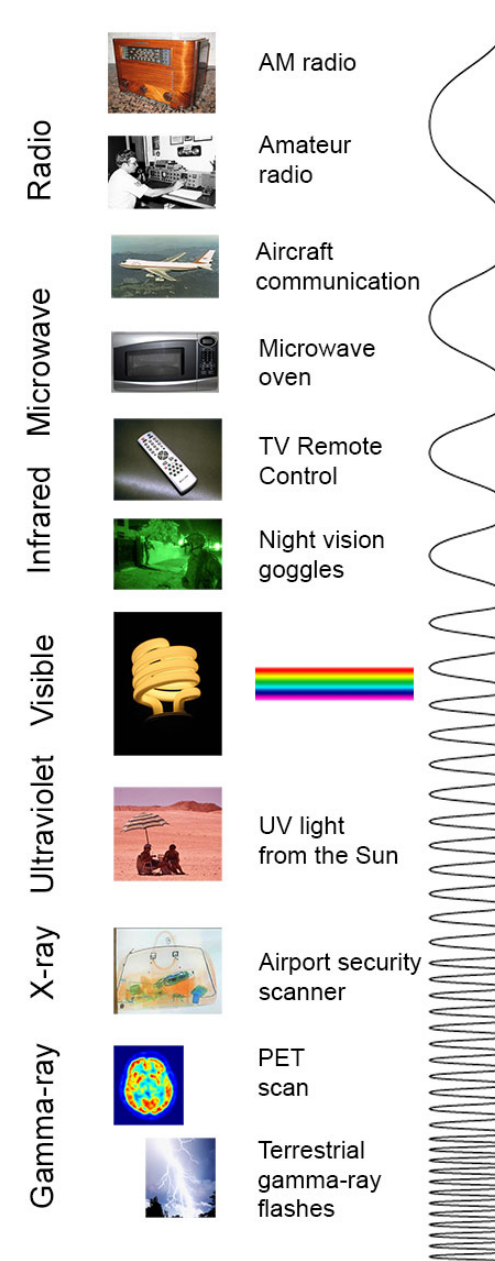 Radio
AM radio
Amateur
radio
Aircraft
communication
Microwave
Microwave
oven
Infrared
TV Remote
Control
Night vision
goggles
Visible
Ultraviolet
UV light
from the Sun
X-ray
Airport security
scanner
Gamma-ray
PET
scan
Terrestrial
gamma-ray
flashes